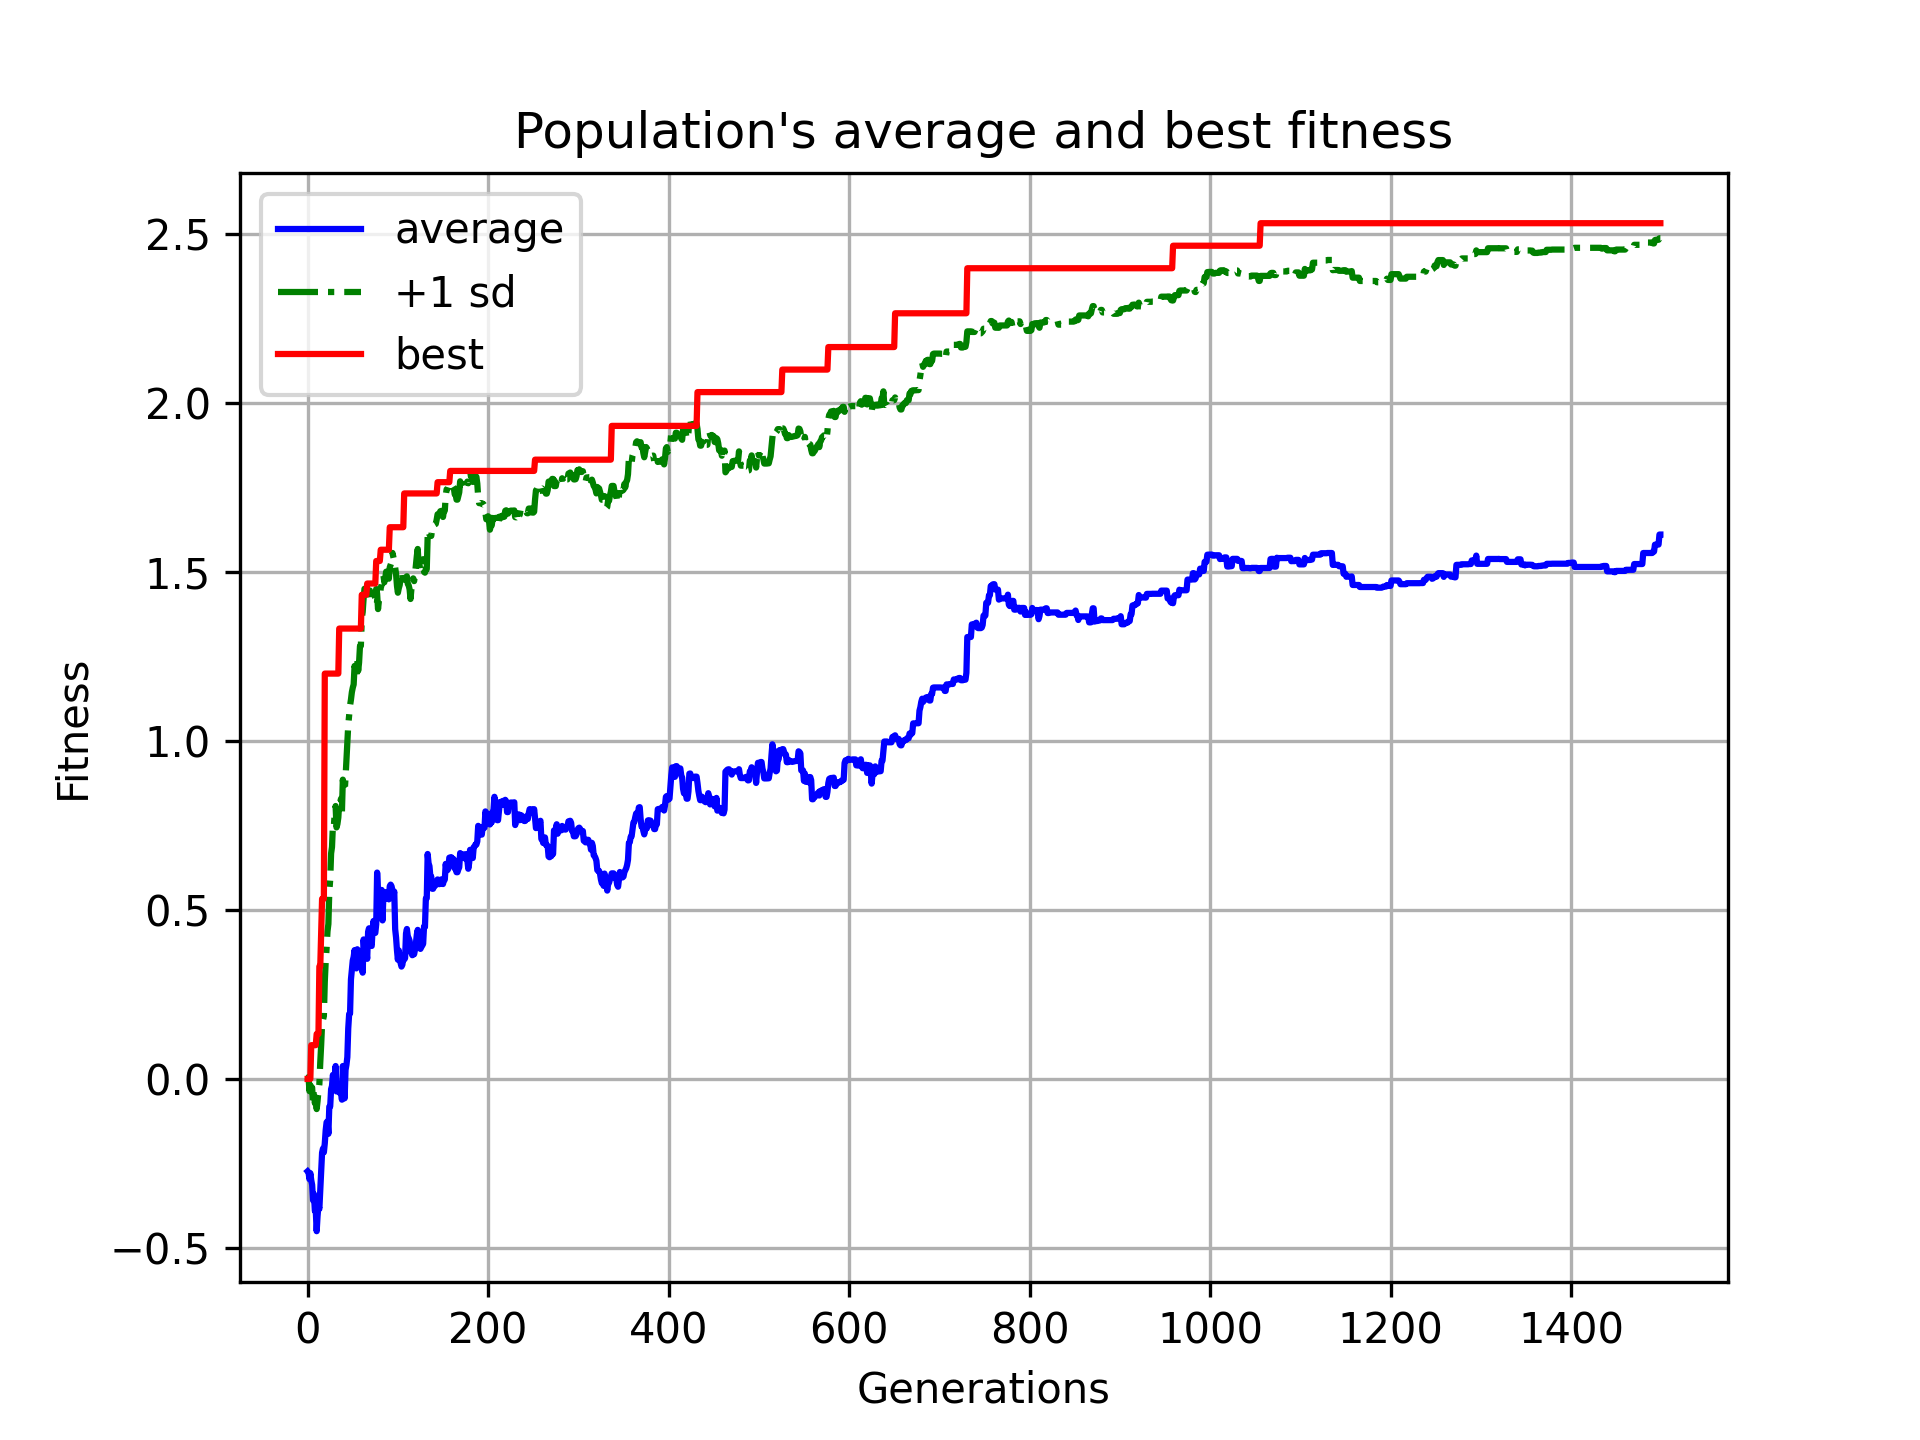 Population's average and best fitness
average
+1 sd
best
2.5
2.0
1.5
1.0
0.5
0.0
−0.5
Fitness
0 200 400 600 800 1000 1200 1400
Generations